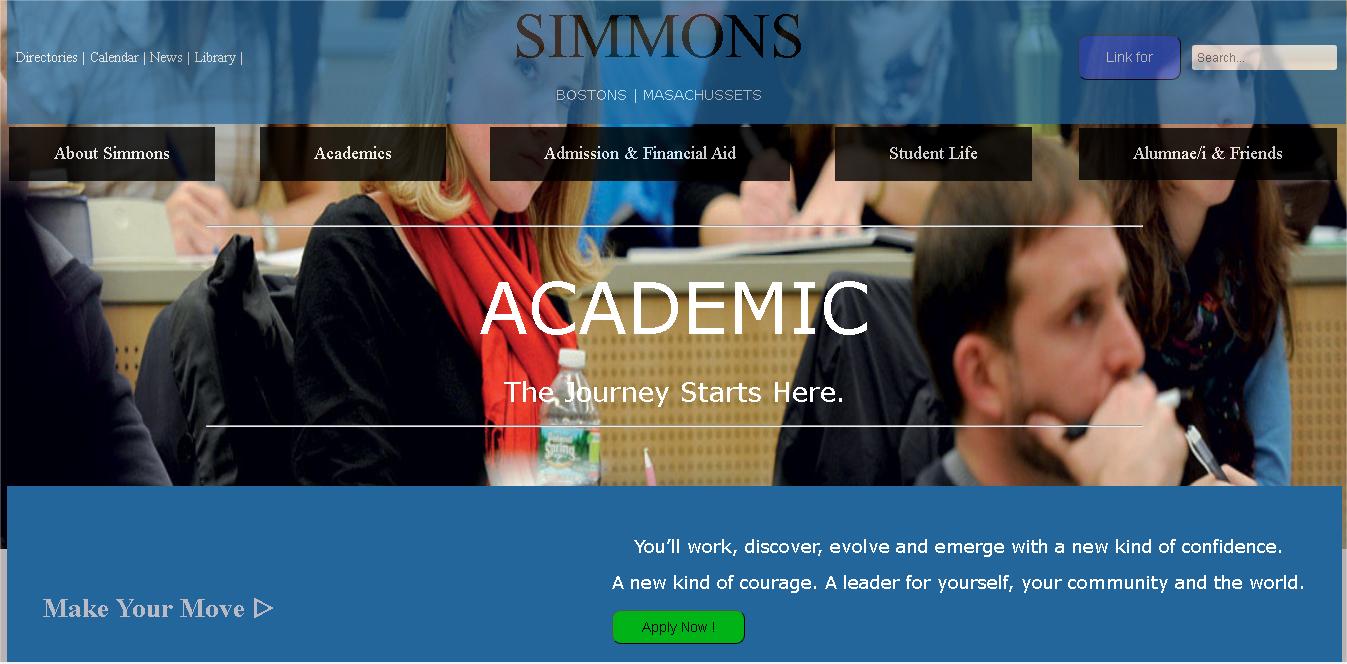 SIMMONS
Directories | Calendar | News | Library |
Link for
Search...
BOSTONS | MASACHUSSETS
About Simmons
Academics
Admission & Financial Aid
Student Life
Alumnae/i & Friends
ACADEMIC
The Journey Starts Here.
Spring
You’ll work, discover, evolve and emerge with a new kind of confidence.
A new kind of courage. A leader for yourself, your community and the world.
Make Your Move ▷
Apply Now !